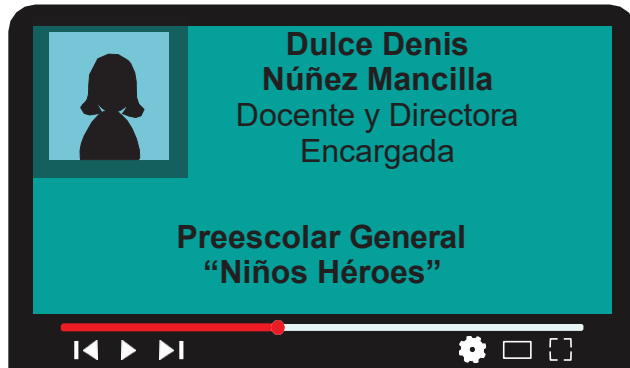 Dulce Denis
Núñez Mancilla
Docente y Directora
Encargada
Preescolar General
“Niños Héroes”